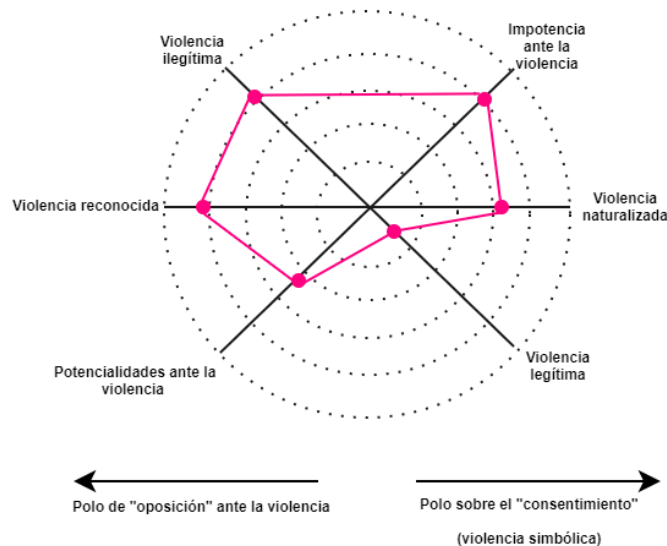 Violencia
ilegítima
Impotencia
ante la
violencia
Violencia reconocida
Violencia
naturalizada
Potencialidades ante la
violencia
Violencia
legítima
Polo de "oposición" ante la violencia
Polo sobre el "consentimiento"
(violencia simbólica)